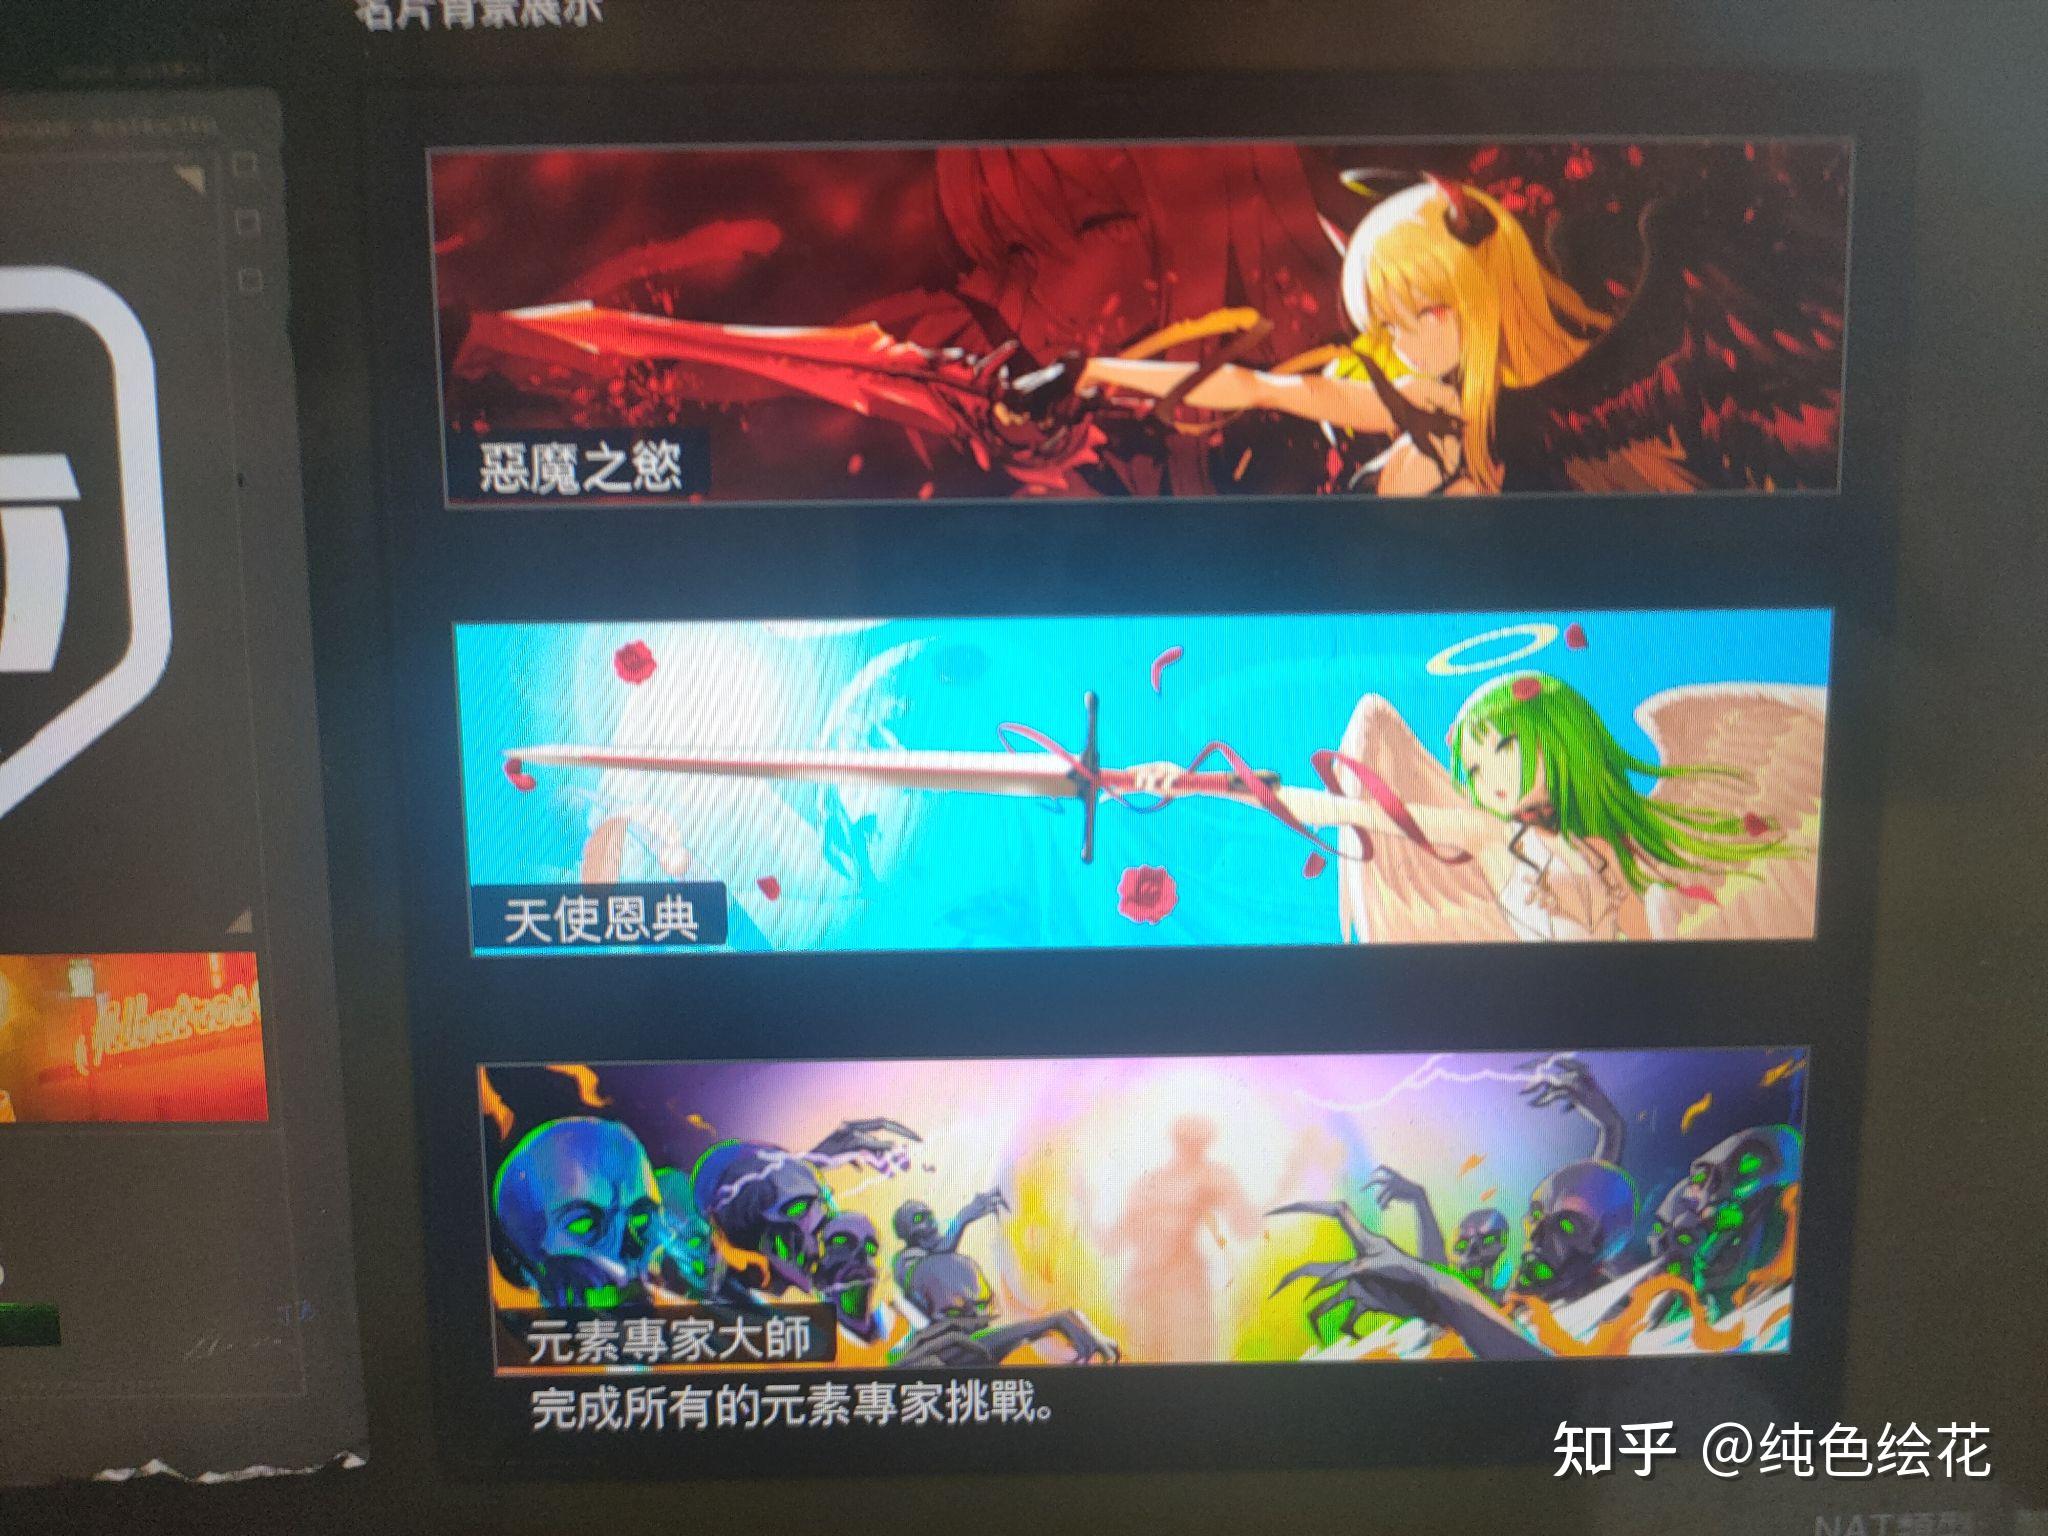 名片背景展示
惡魔之慾
天使恩典
元素專家大師
完成所有的元素專家挑戰。
知乎 @纯色绘花